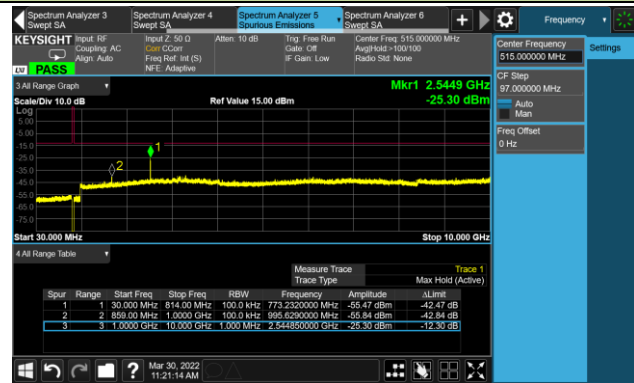 Spectrum Analyzer 3
Swept SA
Spectrum Analyzer 4
Swept SA
Spectrum Analyzer 5
Spurious Emissions
Spectrum Analyzer 6
Swept SA
Frequency
KEYSIGHT
Input: RF
Coupling: AC
Align: Auto
Input Z: 50 Ω
Corr CCorr
Freq Ref: Int (S)
NFE: Adaptive
Atten: 10 dB
Trig: Free Run
Gate: Off
IF Gain: Low
Center Freq: 515.000000 MHz
Avg|Hold >100/100
Radio Std: None
LXI
PASS
Center Frequency
515.000000 MHz
Settings
CF Step
97.000000 MHz
Auto
Man
Freq Offset
0 Hz
3 All Range Graph
Mkr1 2.5449 GHz
Scale/Div 10.0 dB
Ref Value 15.00 dBm
-25.30 dBm
Log
5.00
-5.00
-15.0
-25.0
-35.0
-45.0
-55.0
-65.0
-75.0
1
2
Start 30.000 MHz
Stop 10.000 GHz
4 All Range Table
Measure Trace Trace 1
Trace Type Max Hold (Active)
Spur Range Start Freq Stop Freq RBW Frequency Amplitude ΔLimit
1 1 30.000 MHz 814.00 MHz 100.0 kHz 773.2320000 MHz -55.47 dBm -42.47 dB
2 2 859.00 MHz 1.0000 GHz 100.0 kHz 995.6290000 MHz -55.84 dBm -42.84 dB
3 3 1.0000 GHz 10.000 GHz 1.000 MHz 2.544850000 GHz -25.30 dBm -12.30 dB
Mar 30, 2022
11:21:14 AM